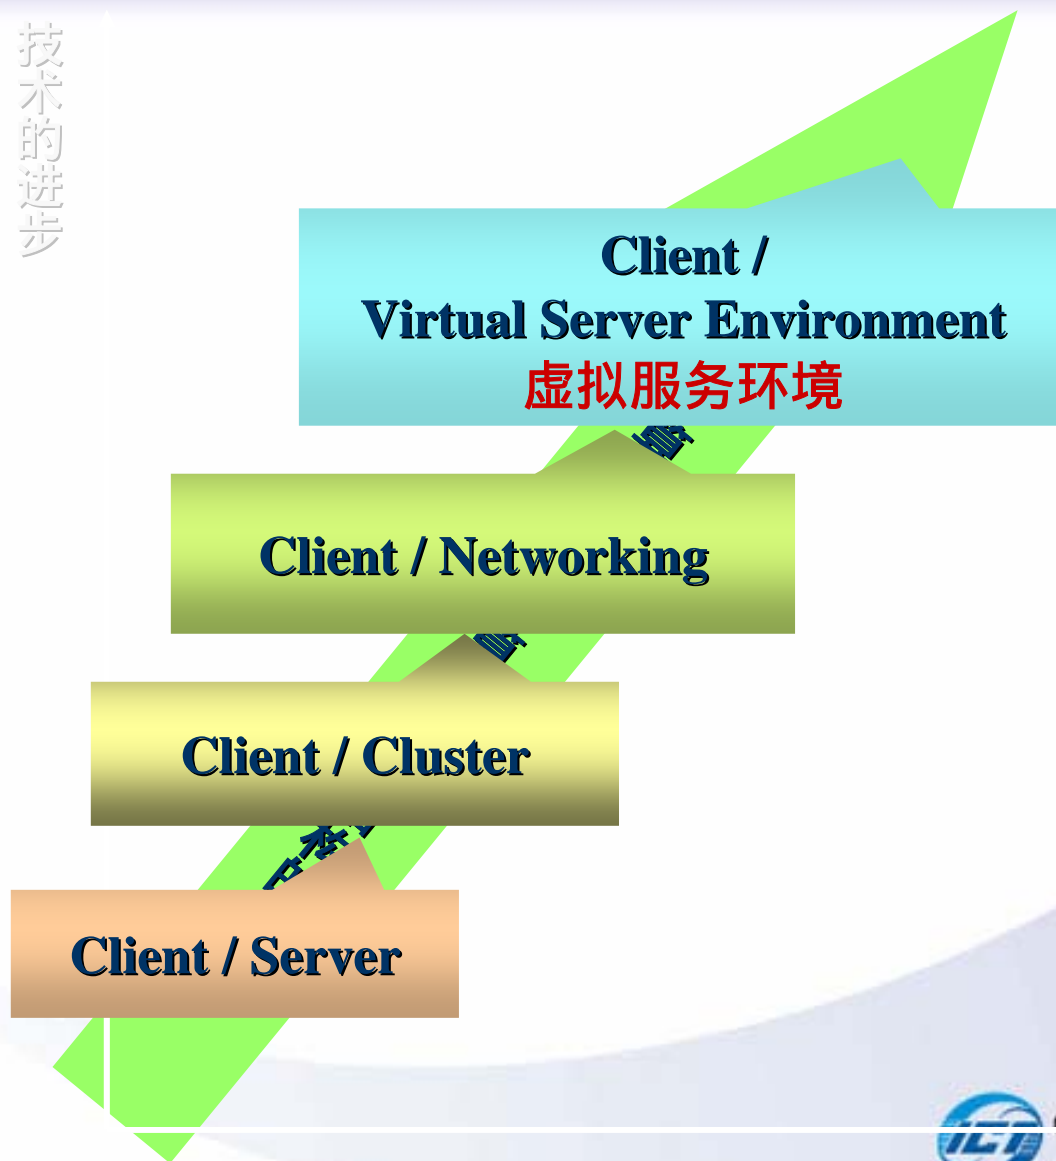 技术的进步
Client /
Virtual Server Environment
虚拟服务环境
Client / Networking
Client / Cluster
Client / Server